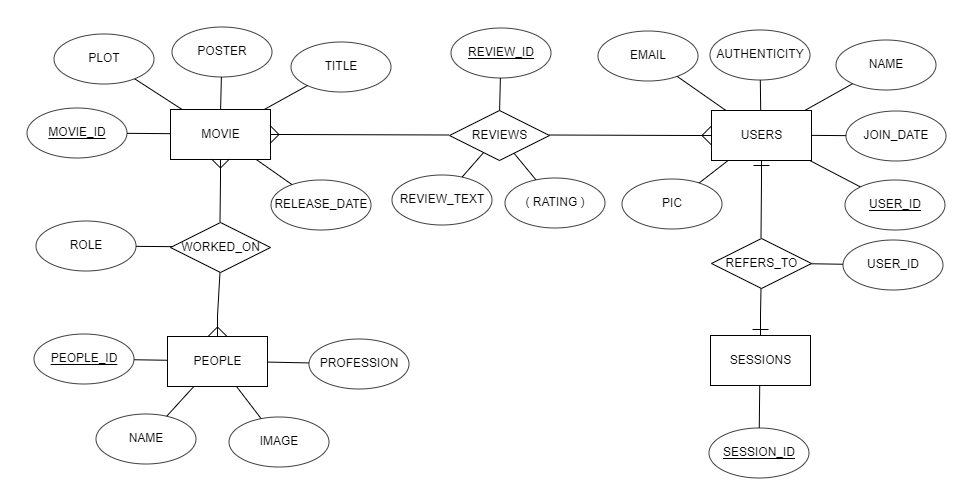 POSTER
REVIEW_ID
EMAIL
AUTHENTICITY
PLOT
TITLE
NAME
MOVIE_ID
MOVIE
REVIEWS
USERS
JOIN_DATE
REVIEW_TEXT
( RATING )
PIC
RELEASE_DATE
USER_ID
ROLE
WORKED_ON
REFERS_TO
USER_ID
PEOPLE_ID
PEOPLE
PROFESSION
SESSIONS
NAME
IMAGE
SESSION_ID